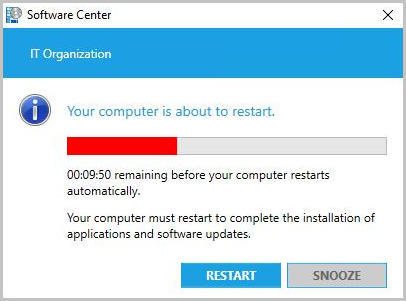 Software Center
IT Organization
Your computer is about to restart.
00:09:50 remaining before your computer restarts
automatically.
Your computer must restart to complete the installation of
applications and software updates.
RESTART
SNOOZE